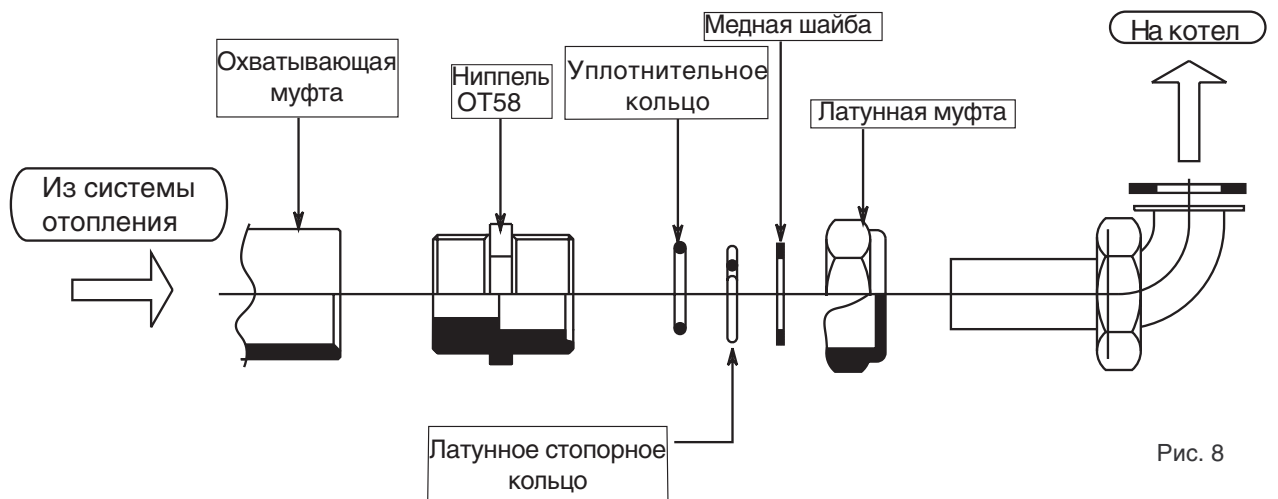 Медная шайба
На котел
Охватывающая
муфта
Ниппель
ОТ58
Уплотнительное
кольцо
Латунная муфта
Из системы
отопления
Латунное стопорное
кольцо
Рис. 8